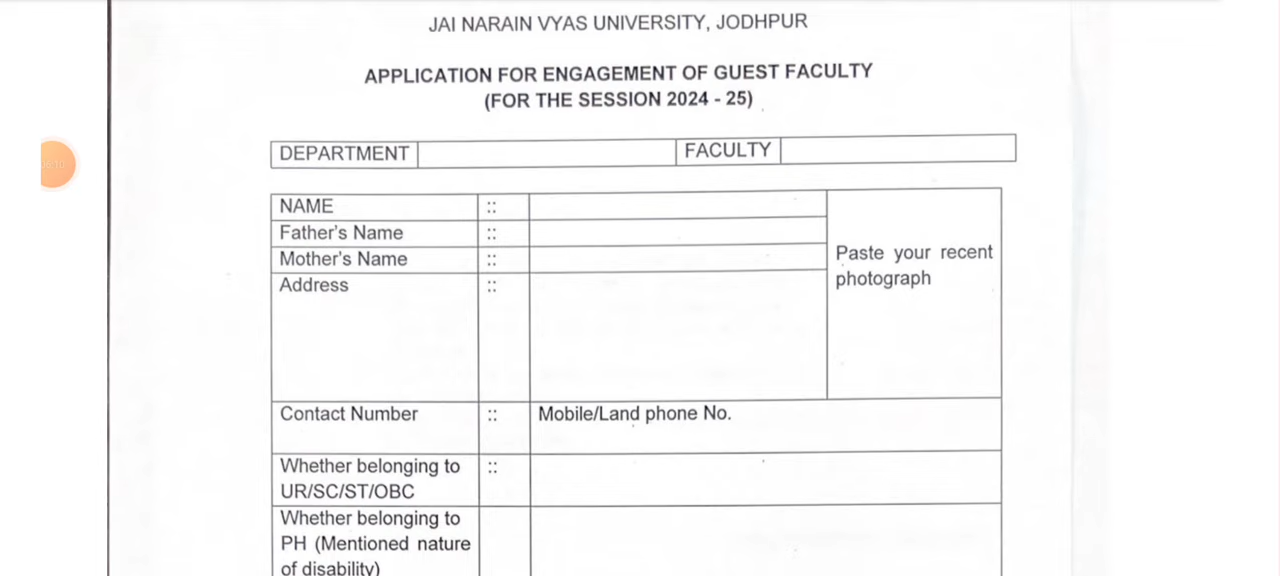 JAI NARAIN VYAS UNIVERSITY, JODHPUR
APPLICATION FOR ENGAGEMENT OF GUEST FACULTY
(FOR THE SESSION 2024 - 25)
DEPARTMENT FACULTY
NAME ::
Father's Name ::
Mother's Name ::
Paste your recent
photograph
Address ::
Contact Number :: Mobile/Land phone No.
Whether belonging to ::
UR/SC/ST/OBC
Whether belonging to
PH (Mentioned nature
of disability)